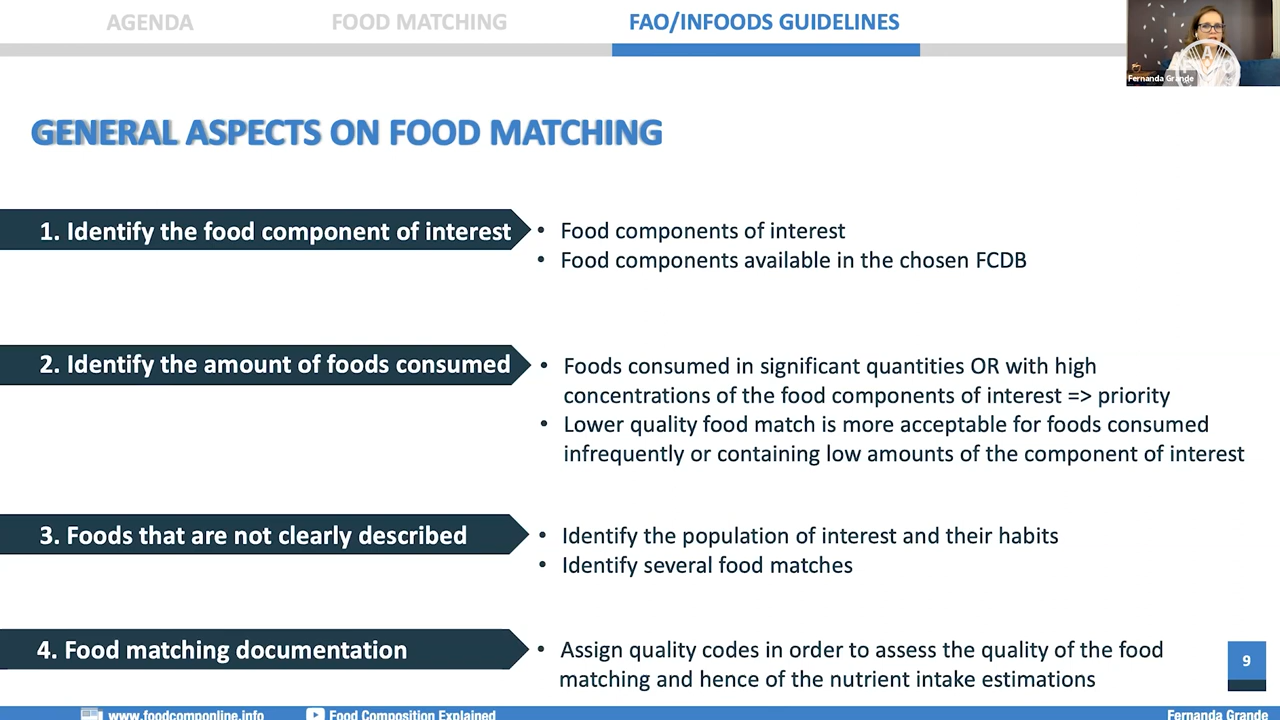 AGENDA
FOOD MATCHING
FAO/INFOODS GUIDELINES
Fernanda Grande
GENERAL ASPECTS ON FOOD MATCHING
1. Identify the food component of interest
• Food components of interest
• Food components available in the chosen FCDB
2. Identify the amount of foods consumed
• Foods consumed in significant quantities OR with high
concentrations of the food components of interest => priority
• Lower quality food match is more acceptable for foods consumed
infrequently or containing low amounts of the component of interest
3. Foods that are not clearly described
• Identify the population of interest and their habits
• Identify several food matches
4. Food matching documentation
• Assign quality codes in order to assess the quality of the food
matching and hence of the nutrient intake estimations
9
www.foodcomponline.info
Food Composition Explained
Fernanda Grande